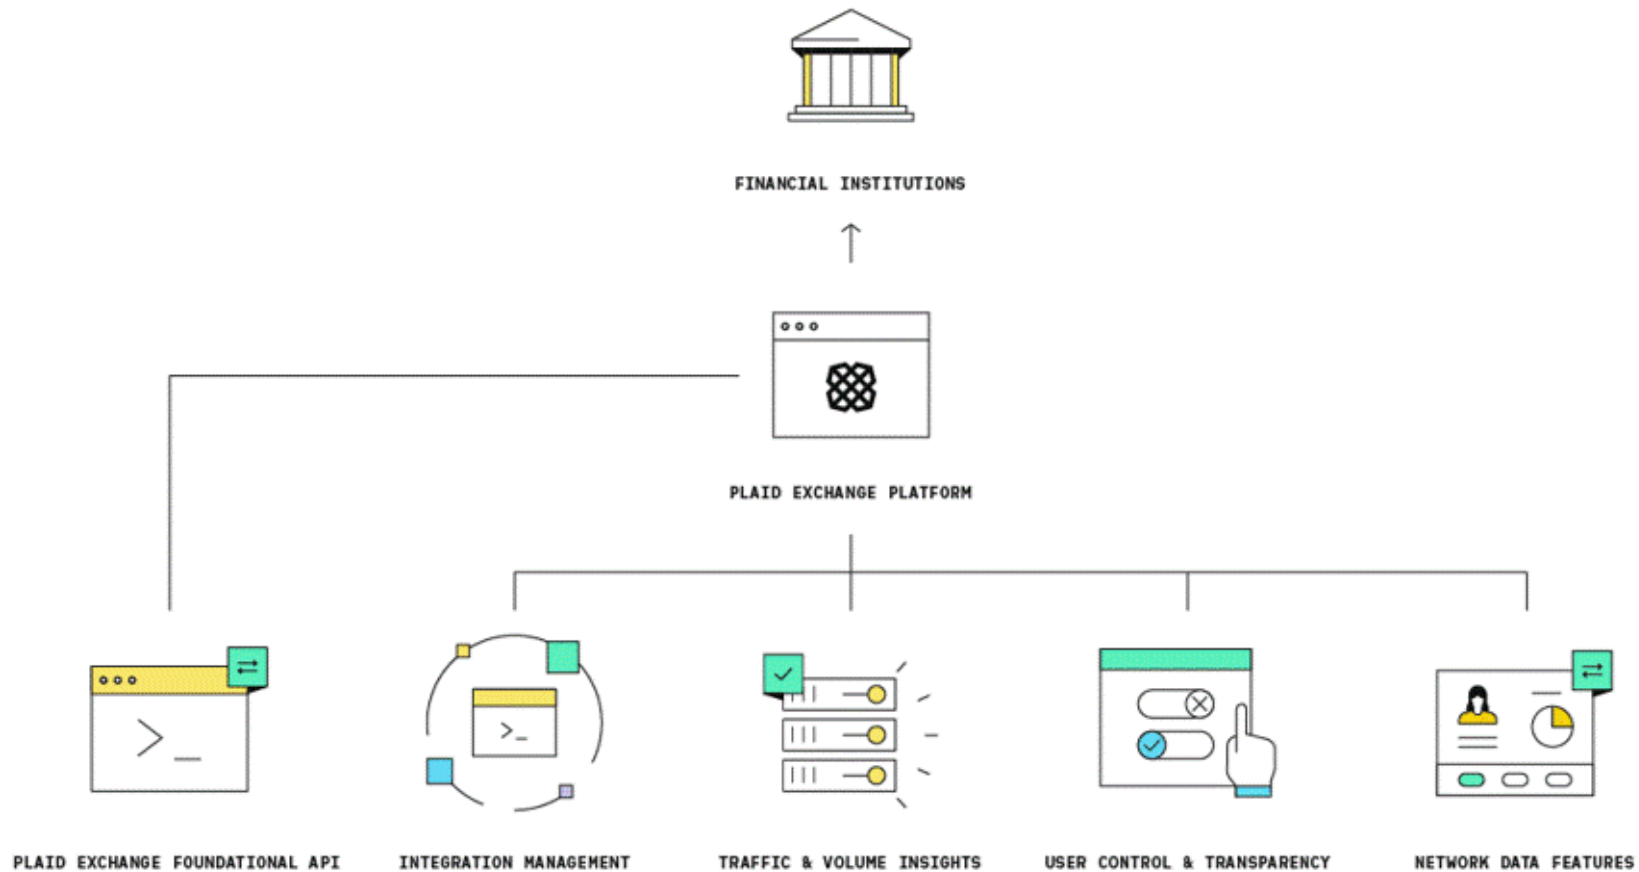 FINANCIAL INSTITUTIONS
PLAID EXCHANGE PLATFORM
PLAID EXCHANGE FOUNDATIONAL API
INTEGRATION MANAGEMENT
TRAFFIC & VOLUME INSIGHTS
USER CONTROL & TRANSPARENCY
NETWORK DATA FEATURES